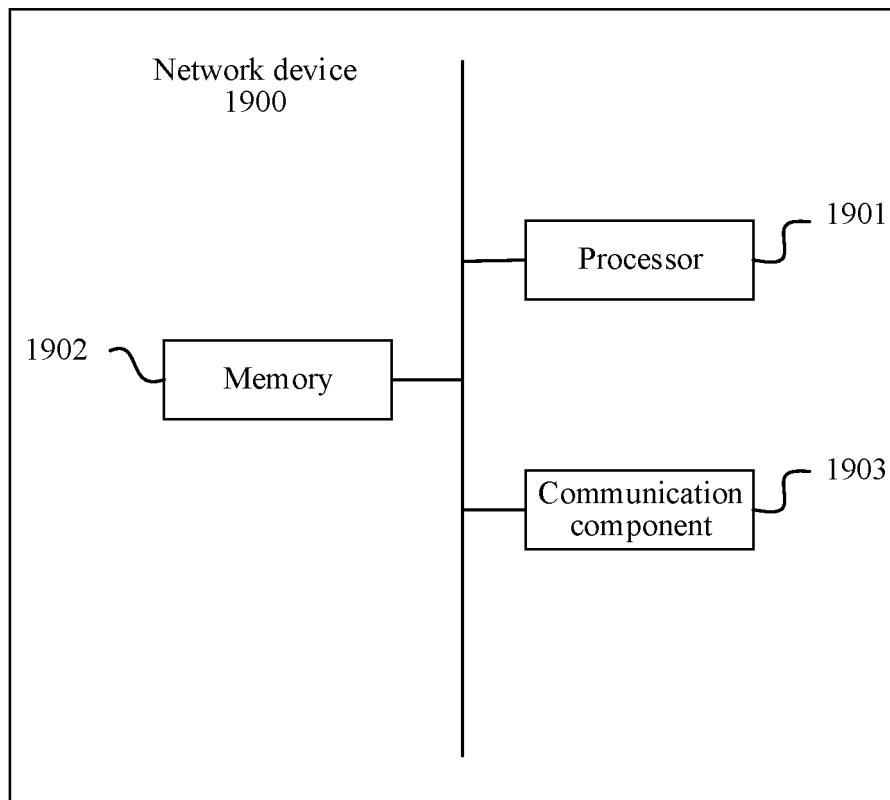 Network device
1900
1901
Processor
1902
Memory
1903
Communication
component